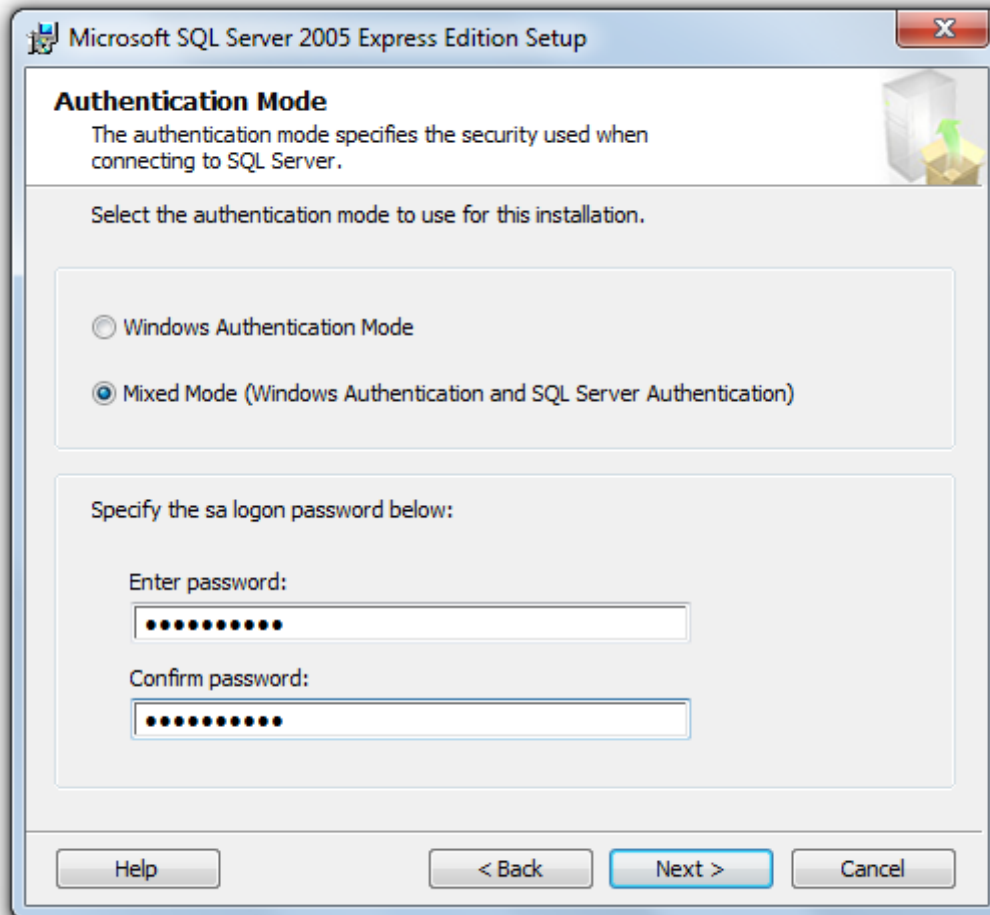 Microsoft SQL Server 2005 Express Edition Setup
Authentication Mode
The authentication mode specifies the security used when
connecting to SQL Server.
Select the authentication mode to use for this installation.
Windows Authentication Mode
Mixed Mode (Windows Authentication and SQL Server Authentication)
Specify the sa logon password below:
Enter password:
●●●●●●●●●●
Confirm password:
●●●●●●●●●●
Help < Back Next > Cancel